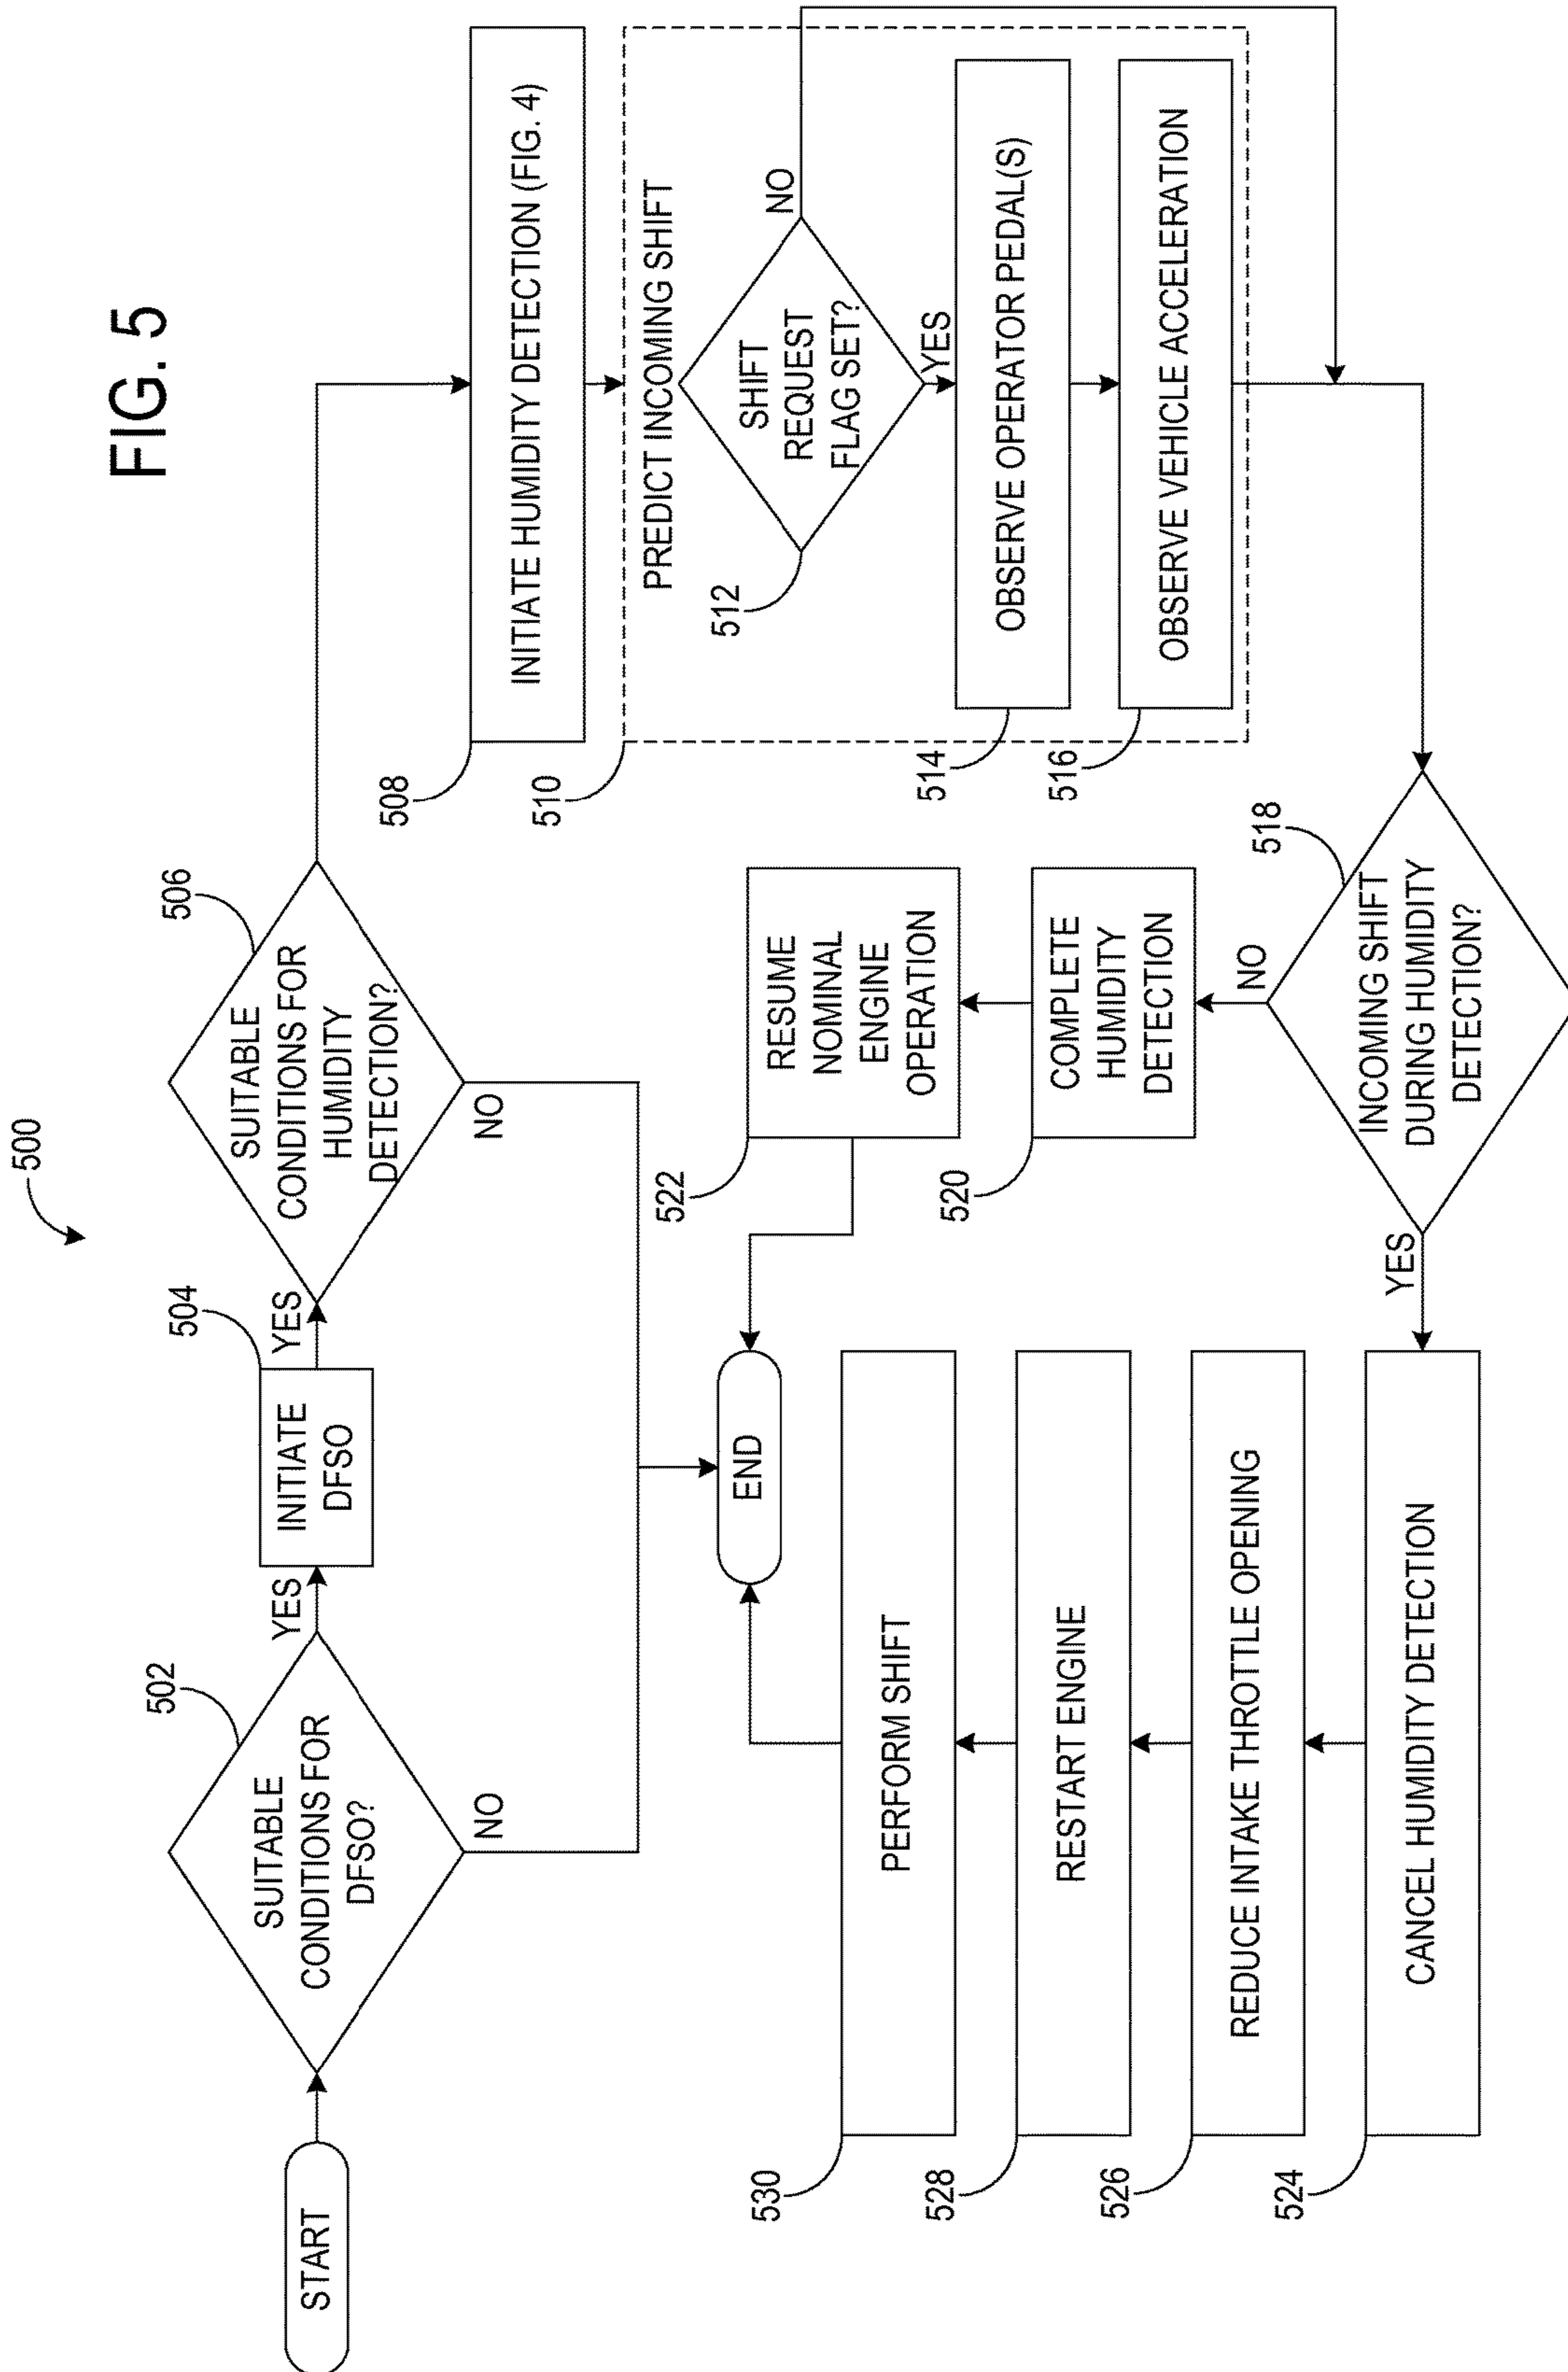 FIG. 5
500
START
502
SUITABLE
CONDITIONS FOR
DFSO?
YES
NO
504
INITIATE
DFSO
YES
506
SUITABLE
CONDITIONS FOR
HUMIDITY
DETECTION?
NO
508
INITIATE HUMIDITY DETECTION (FIG. 4)
510
PREDICT INCOMING SHIFT
512
SHIFT
REQUEST
FLAG SET?
NO
YES
514
OBSERVE OPERATOR PEDAL(S)
516
OBSERVE VEHICLE ACCELERATION
518
INCOMING SHIFT
DURING HUMIDITY
DETECTION?
NO
YES
520
COMPLETE
HUMIDITY
DETECTION
522
RESUME
NOMINAL
ENGINE
OPERATION
END
530
PERFORM SHIFT
528
RESTART ENGINE
526
REDUCE INTAKE THROTTLE OPENING
524
CANCEL HUMIDITY DETECTION